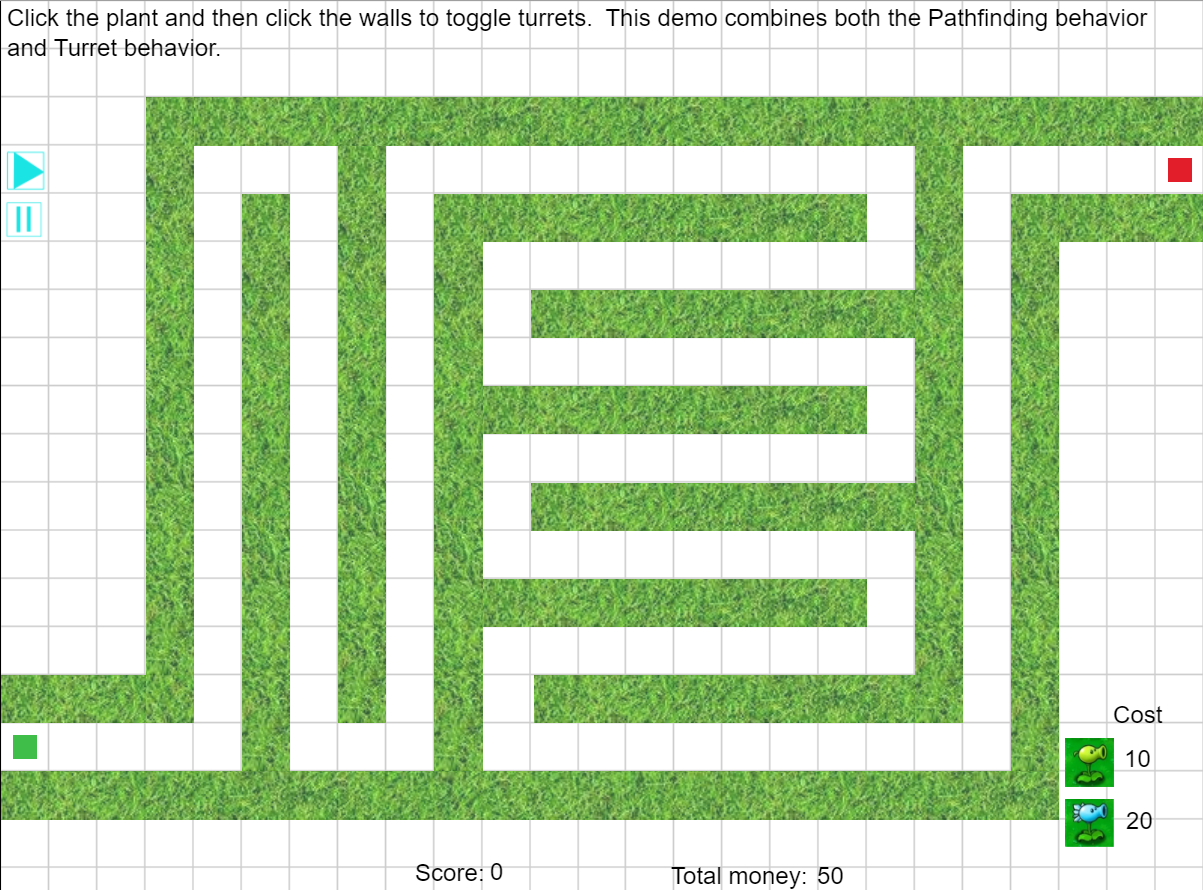 Click the plant and then click the walls to toggle turrets.  This demo combines both the Pathfinding behavior
and Turret behavior.
Cost
10
20
Score: 0
Total money: 50